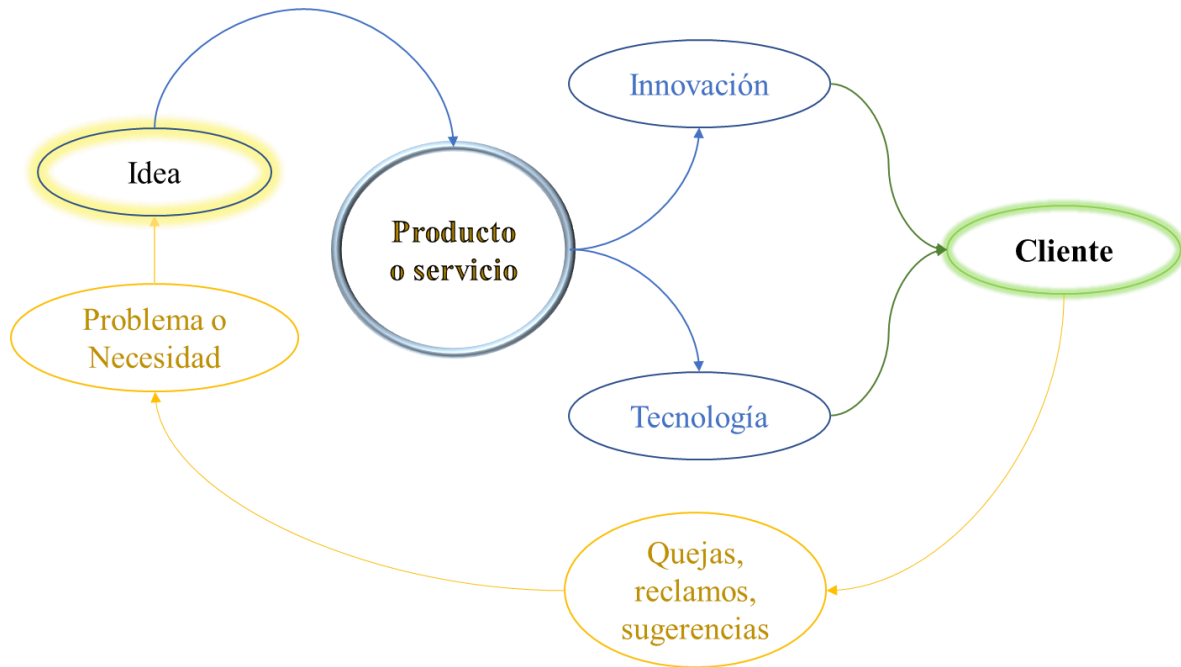 Innovación
Idea
Producto
o servicio
Cliente
Problema o
Necesidad
Tecnología
Quejas,
reclamos,
sugerencias